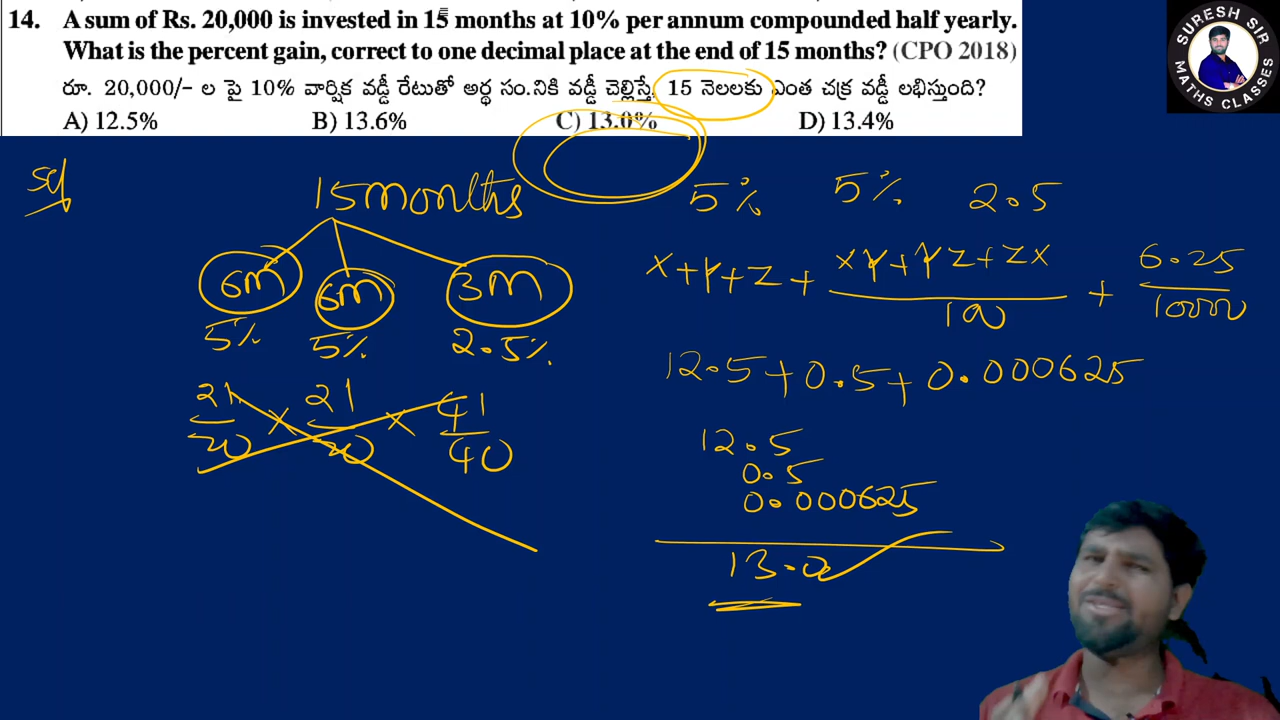 14. A sum of Rs. 20,000 is invested in 15 months at 10% per annum compounded half yearly.
What is the percent gain, correct to one decimal place at the end of 15 months? (CPO 2018)
రూ. 20,000/- ల పై 10% వార్షిక వడ్డీ రేటుతో అర్థ సం.నికి వడ్డీ చెల్లిస్తే, 15 నెలలకు ఎంత చక్ర వడ్డీ లభిస్తుంది?
A) 12.5% B) 13.6% C) 13.0% D) 13.4%
SURESH SIR
MATHS CLASSES
Sol
15 months
6m 6m 3m
5% 5% 2.5%
21/20 × 21/20 × 41/40
5% 5% 2.5
x+y+z+ xy+yz+zx/100 + 6.25/10000
12.5+0.5+0.000625
12.5
0.5
0.000625
13.0